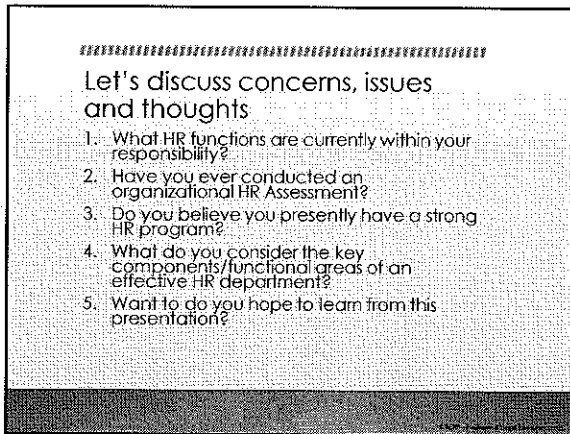 Let's discuss concerns, issues
and thoughts
1. What HR functions are currently within your
responsibility?
2. Have you ever conducted an
organizational HR Assessment?
3. Do you believe you presently have a strong
HR program?
4. What do you consider the key
components/functional areas of an
effective HR department?
5. Want to do you hope to learn from this
presentation?